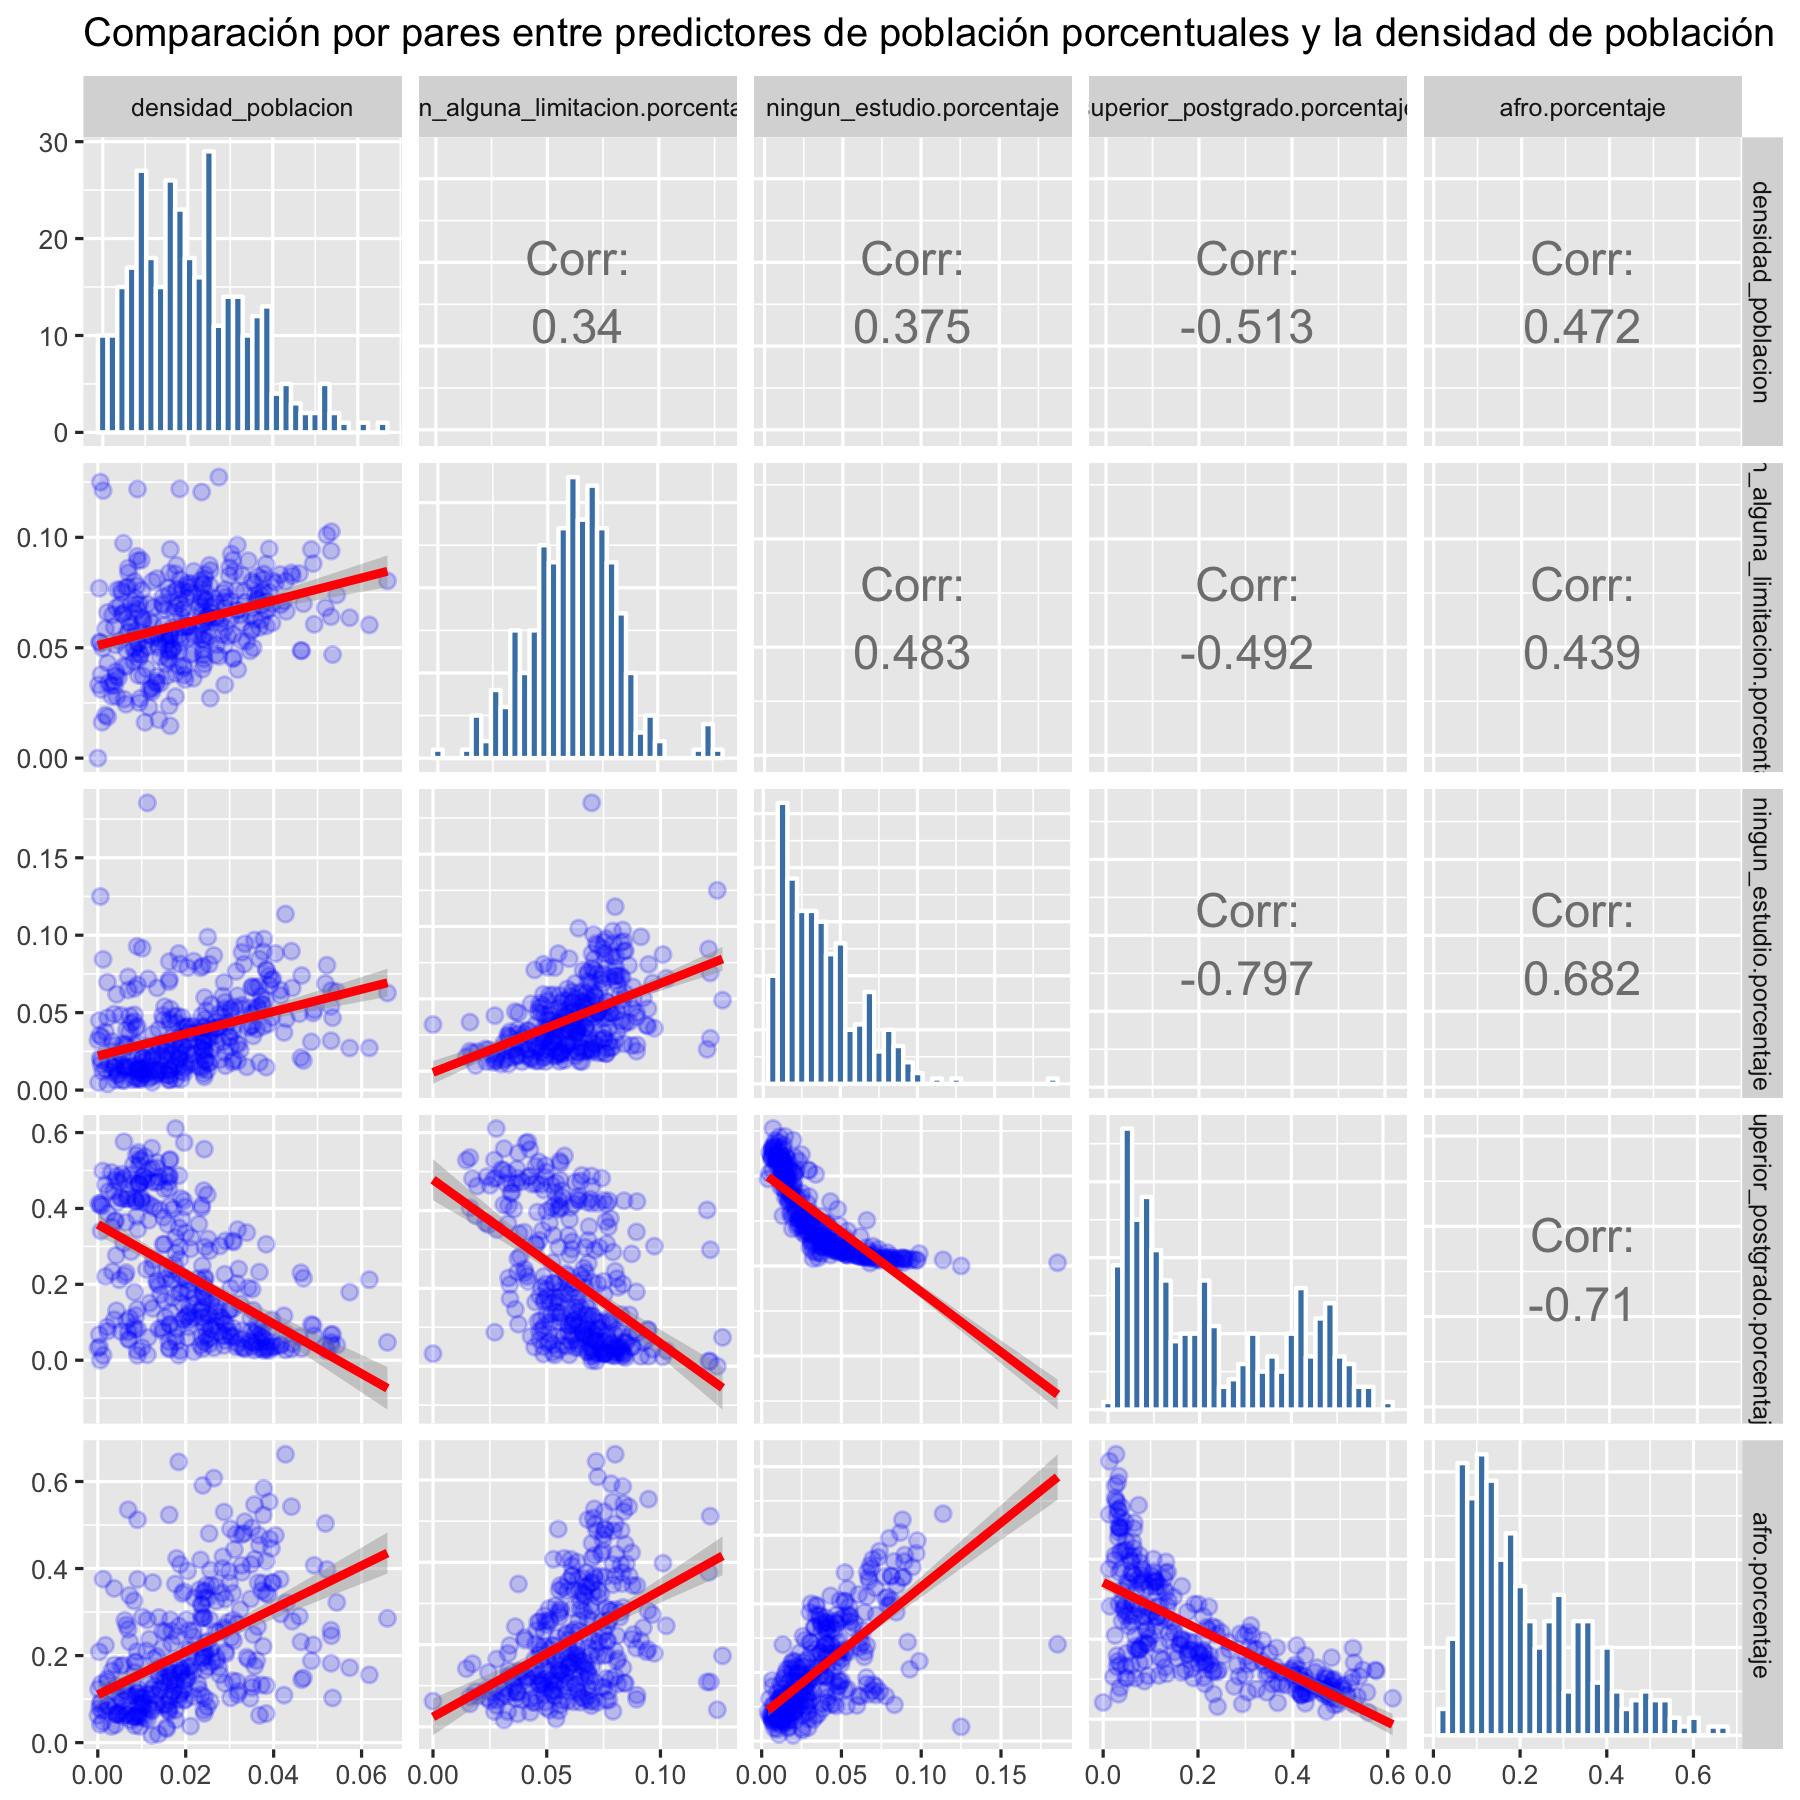 Comparación por pares entre predictores de población porcentuales y la densidad de población
densidad_poblacion
n_alguna_limitacion.porcenta
ningun_estudio.porcentaje
superior_postgrado.porcentaje
afro.porcentaje
30
20
10
0
Corr:
0.34
Corr:
0.375
Corr:
-0.513
Corr:
0.472
densidad_poblacion
0.10
0.05
0.00
Corr:
0.483
Corr:
-0.492
Corr:
0.439
n_alguna_limitacion.porcenta
0.15
0.10
0.05
0.00
Corr:
-0.797
Corr:
0.682
ningun_estudio.porcentaje
0.6
0.4
0.2
0.0
Corr:
-0.71
uperior_postgrado.porcentaj
0.6
0.4
0.2
0.0
afro.porcentaje
0.00 0.02 0.04 0.06
0.00 0.05 0.10
0.00 0.05 0.10 0.15
0.0 0.2 0.4 0.6
0.0 0.2 0.4 0.6